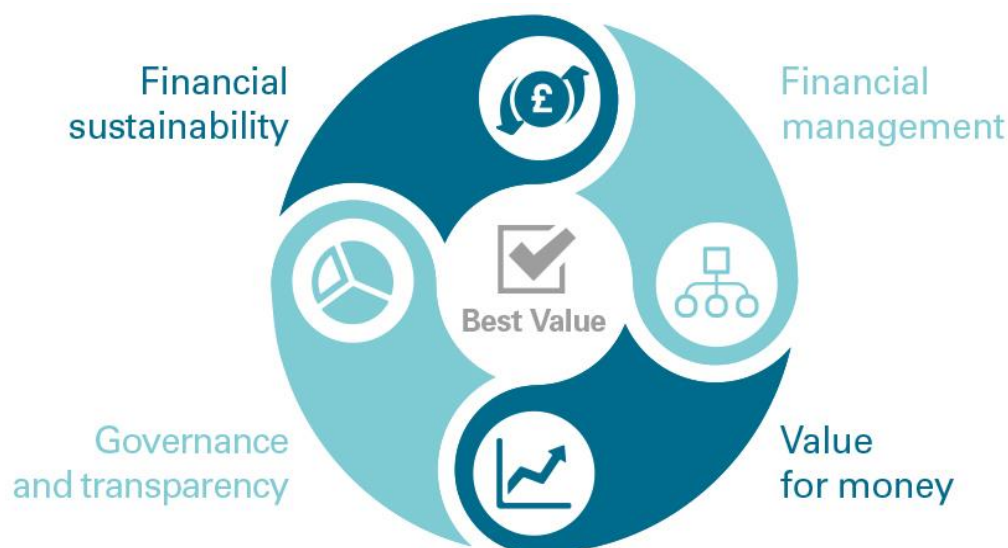 Financial
sustainability
£
Financial
management
Best Value
Governance
and transparency
Value
for money